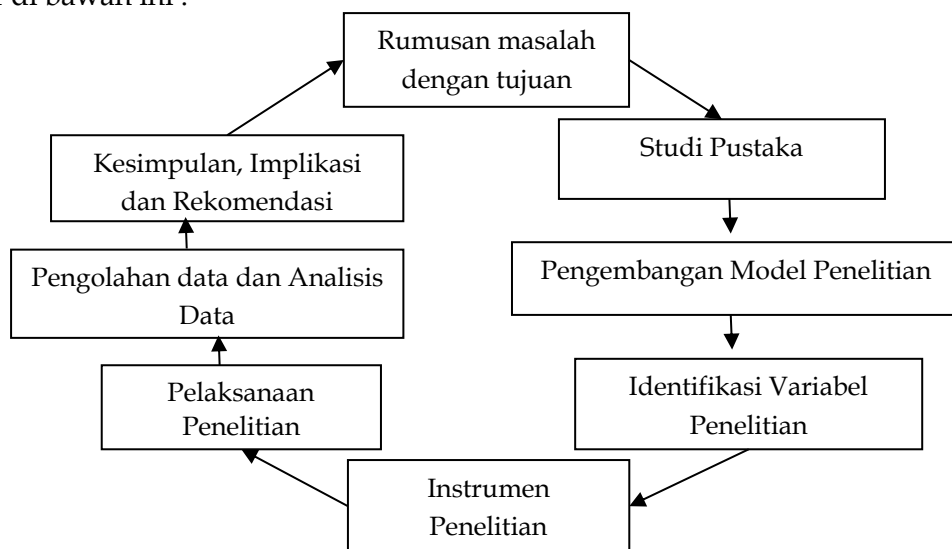 di bawah ini :
Rumusan masalah
dengan tujuan
Studi Pustaka
Pengembangan Model Penelitian
Identifikasi Variabel
Penelitian
Instrumen
Penelitian
Pelaksanaan
Penelitian
Pengolahan data dan Analisis
Data
Kesimpulan, Implikasi
dan Rekomendasi